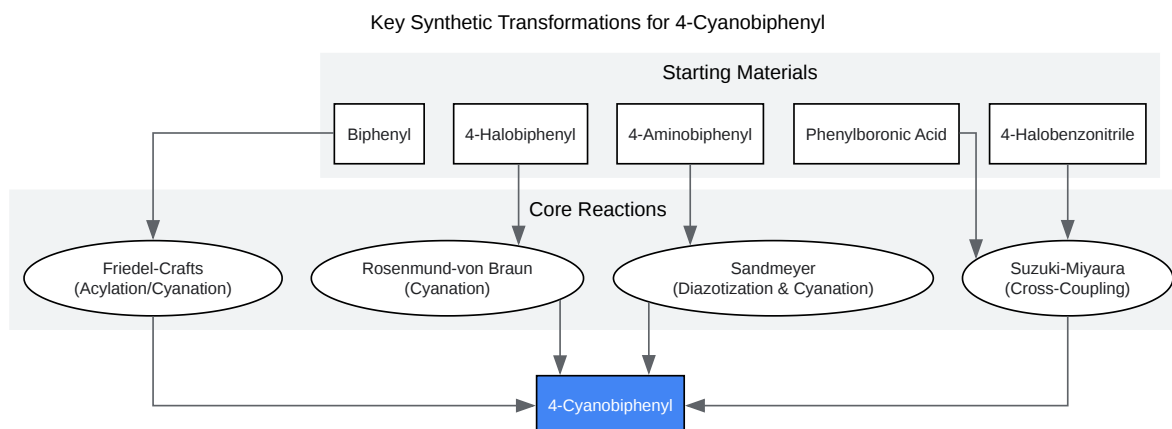 Key Synthetic Transformations for 4-Cyanobiphenyl
Starting Materials
Biphenyl
4-Halobiphenyl
4-Aminobiphenyl
Phenylboronic Acid
4-Halobenzonitrile
Core Reactions
Friedel-Crafts
(Acylation/Cyanation)
Rosenmund-von Braun
(Cyanation)
Sandmeyer
(Diazotization & Cyanation)
Suzuki-Miyaura
(Cross-Coupling)
4-Cyanobiphenyl